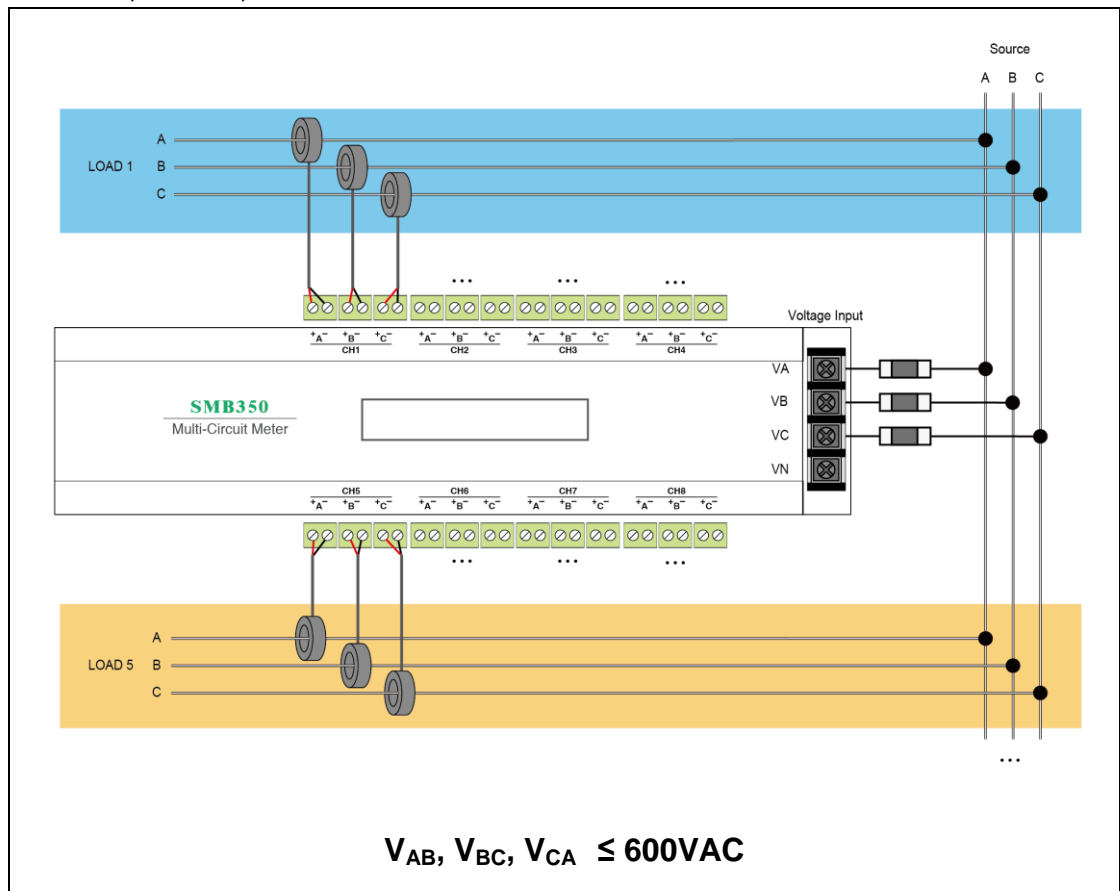 Source
A B C
A
LOAD 1 B
C
... ... ...
+A− +B− +C− +A− +B− +C− +A− +B− +C− +A− +B− +C−
CH1 CH2 CH3 CH4
Voltage Input
VA
SMB350
VB
Multi-Circuit Meter
VC
VN
CH5 CH6 CH7 CH8
+A− +B− +C− +A− +B− +C− +A− +B− +C− +A− +B− +C−
... ... ...
A
LOAD 5 B
C
...
VAB, VBC, VCA ≤ 600VAC